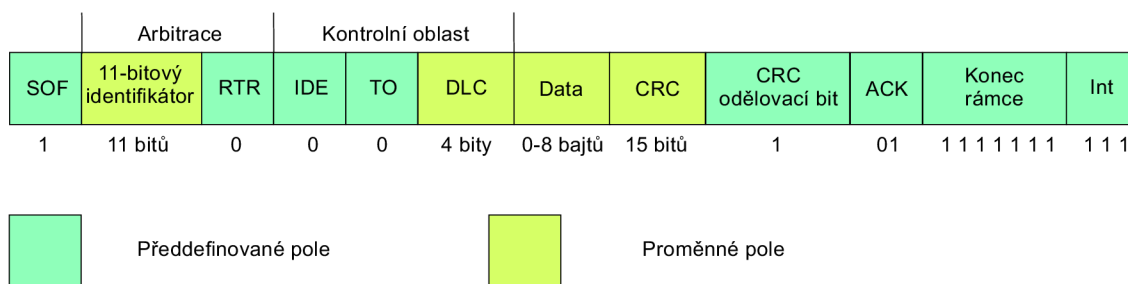 Arbitrace Kontrolní oblast
SOF 11-bitový identifikátor RTR IDE TO DLC Data CRC CRC odělovací bit ACK Konec rámce Int
1 11 bitů 0 0 0 4 bity 0-8 bajtů 15 bitů 1 01 1 1 1 1 1 1 1 1 1 1
Předdefinované pole Proměnné pole